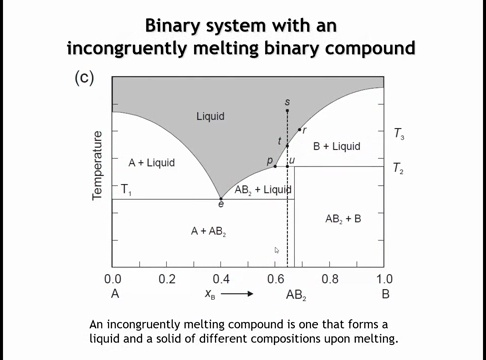 Binary system with an
incongruently melting binary compound
(c)
s
Liquid
r
t
T3
A + Liquid
B + Liquid
p
u
T2
Temperature
T1
AB2 + Liquid
e
AB2 + B
A + AB2
0.0 0.2 0.4 0.6 0.8 1.0
A xB AB2 B
An incongruently melting compound is one that forms a
liquid and a solid of different compositions upon melting.